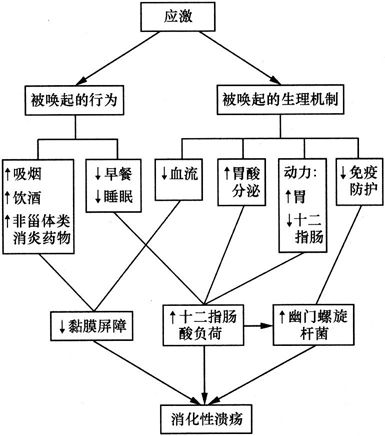 应激
被唤起的行为
被唤起的生理机制
↑吸烟
↑饮酒
↑非甾体类
消炎药物
↓早餐
↓睡眠
↓血流
↑胃酸
分泌
动力:
↑胃
↓十二
指肠
↓免疫
防护
↓黏膜屏障
↑十二指肠
酸负荷
↑幽门螺旋
杆菌
消化性溃疡